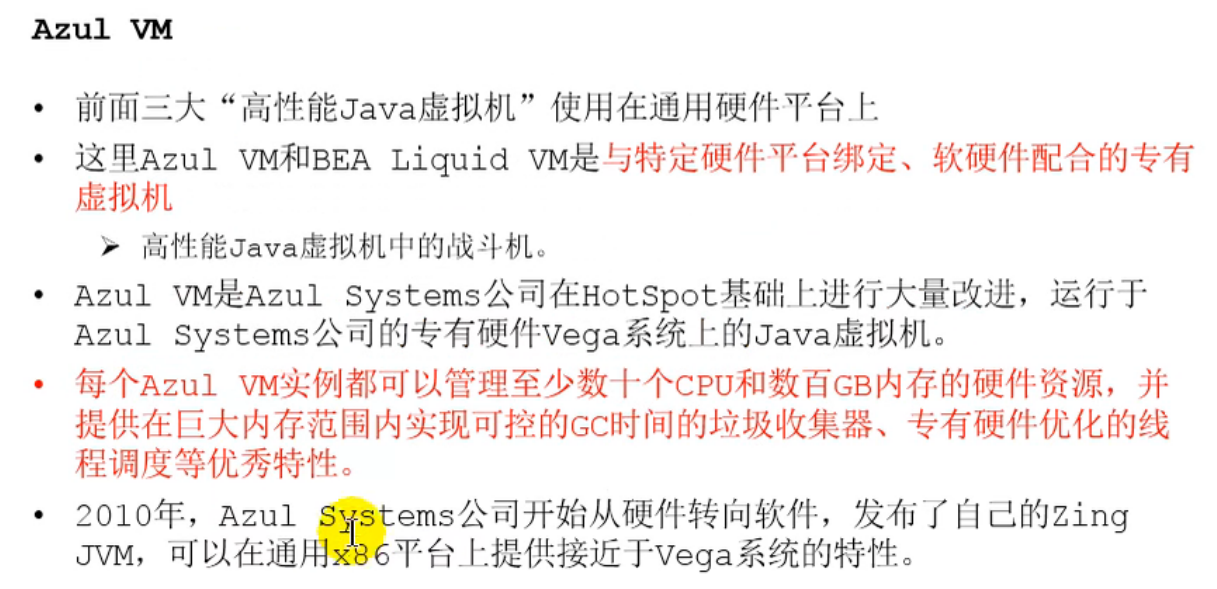 Azul VM
• 前面三大“高性能Java虚拟机”使用在通用硬件平台上
• 这里Azul VM和BEA Liquid VM是与特定硬件平台绑定、软硬件配合的专有
虚拟机
➢ 高性能Java虚拟机中的战斗机。
• Azul VM是Azul Systems公司在HotSpot基础上进行大量改进，运行于
Azul Systems公司的专有硬件Vega系统上的Java虚拟机。
• 每个Azul VM实例都可以管理至少数十个CPU和数百GB内存的硬件资源，并
提供在巨大内存范围内实现可控的GC时间的垃圾收集器、专有硬件优化的线
程调度等优秀特性。
• 2010年，Azul Systems公司开始从硬件转向软件，发布了自己的Zing
JVM，可以在通用x86平台上提供接近于Vega系统的特性。